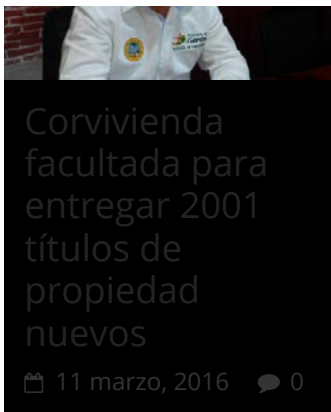 Corvivienda
facultada para
entregar 2001
títulos de
propiedad
nuevos
11 marzo, 2016 0